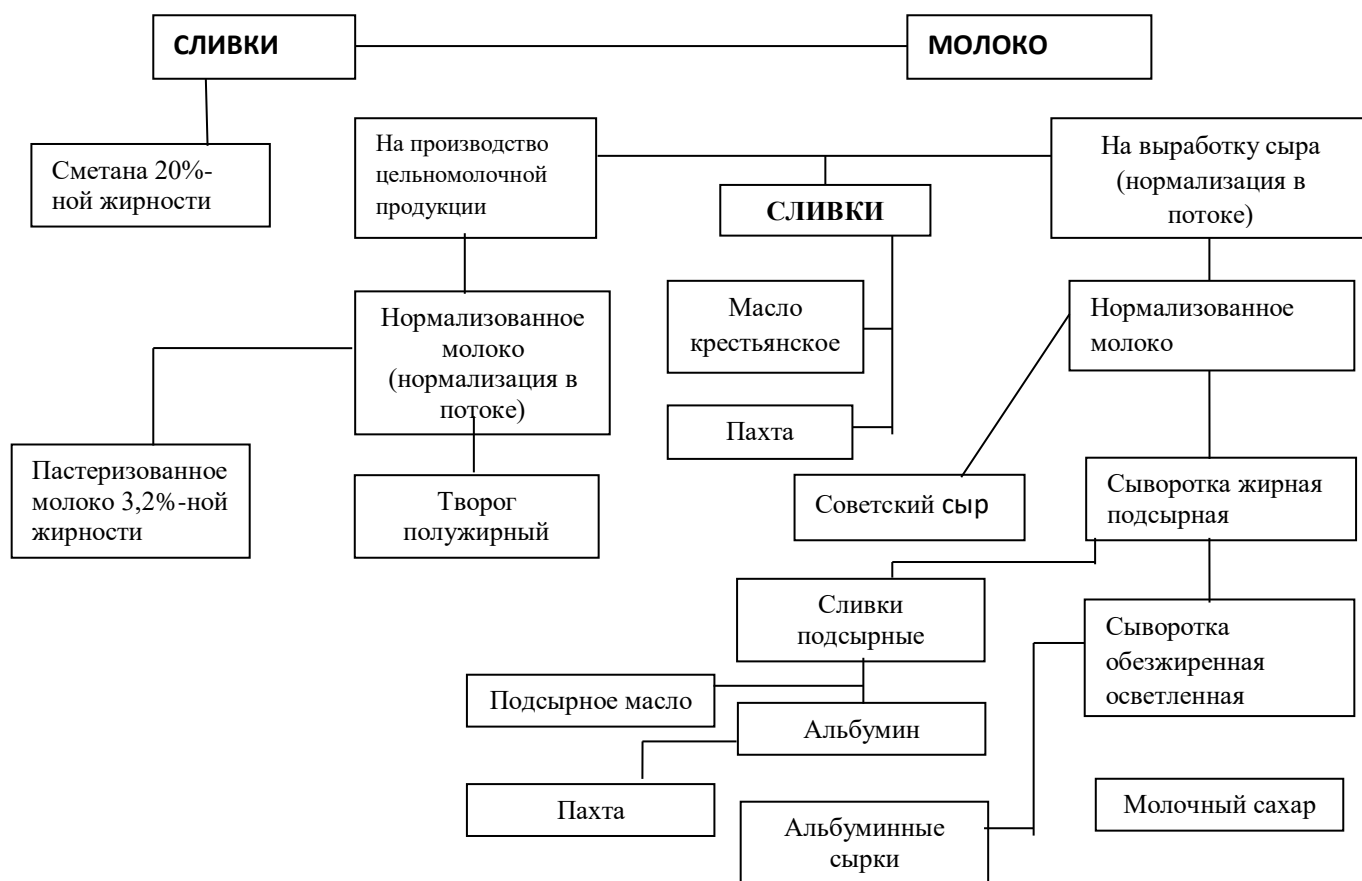 СЛИВКИ
МОЛОКО
Сметана 20%-
ной жирности
На производство
цельномолочной
продукции
СЛИВКИ
На выработку сыра
(нормализация в
потоке)
Нормализованное
молоко
(нормализация в
потоке)
Масло
крестьянское
Нормализованное
молоко
Пахта
Пастеризованное
молоко 3,2%-ной
жирности
Творог
полужирный
Советский сыр
Сыворотка жирная
подсырная
Сливки
подсырные
Сыворотка
обезжиренная
осветленная
Подсырное масло
Альбумин
Пахта
Альбуминные
сырки
Молочный сахар